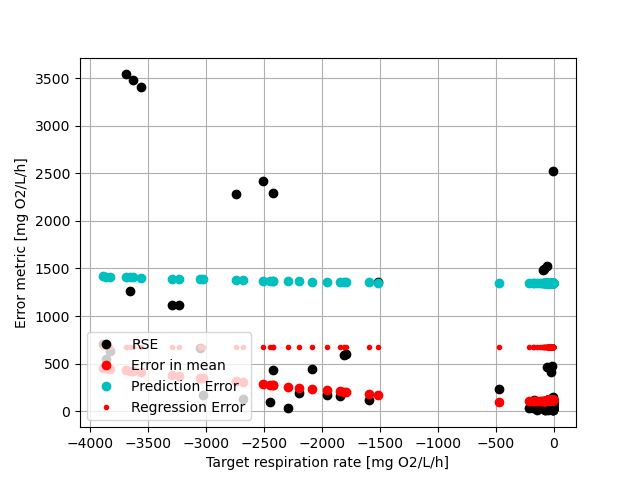 Error metric [mg O2/L/h]
3500
3000
2500
2000
1500
1000
500
0
RSE
Error in mean
Prediction Error
Regression Error
−4000 −3500 −3000 −2500 −2000 −1500 −1000 −500 0
Target respiration rate [mg O2/L/h]